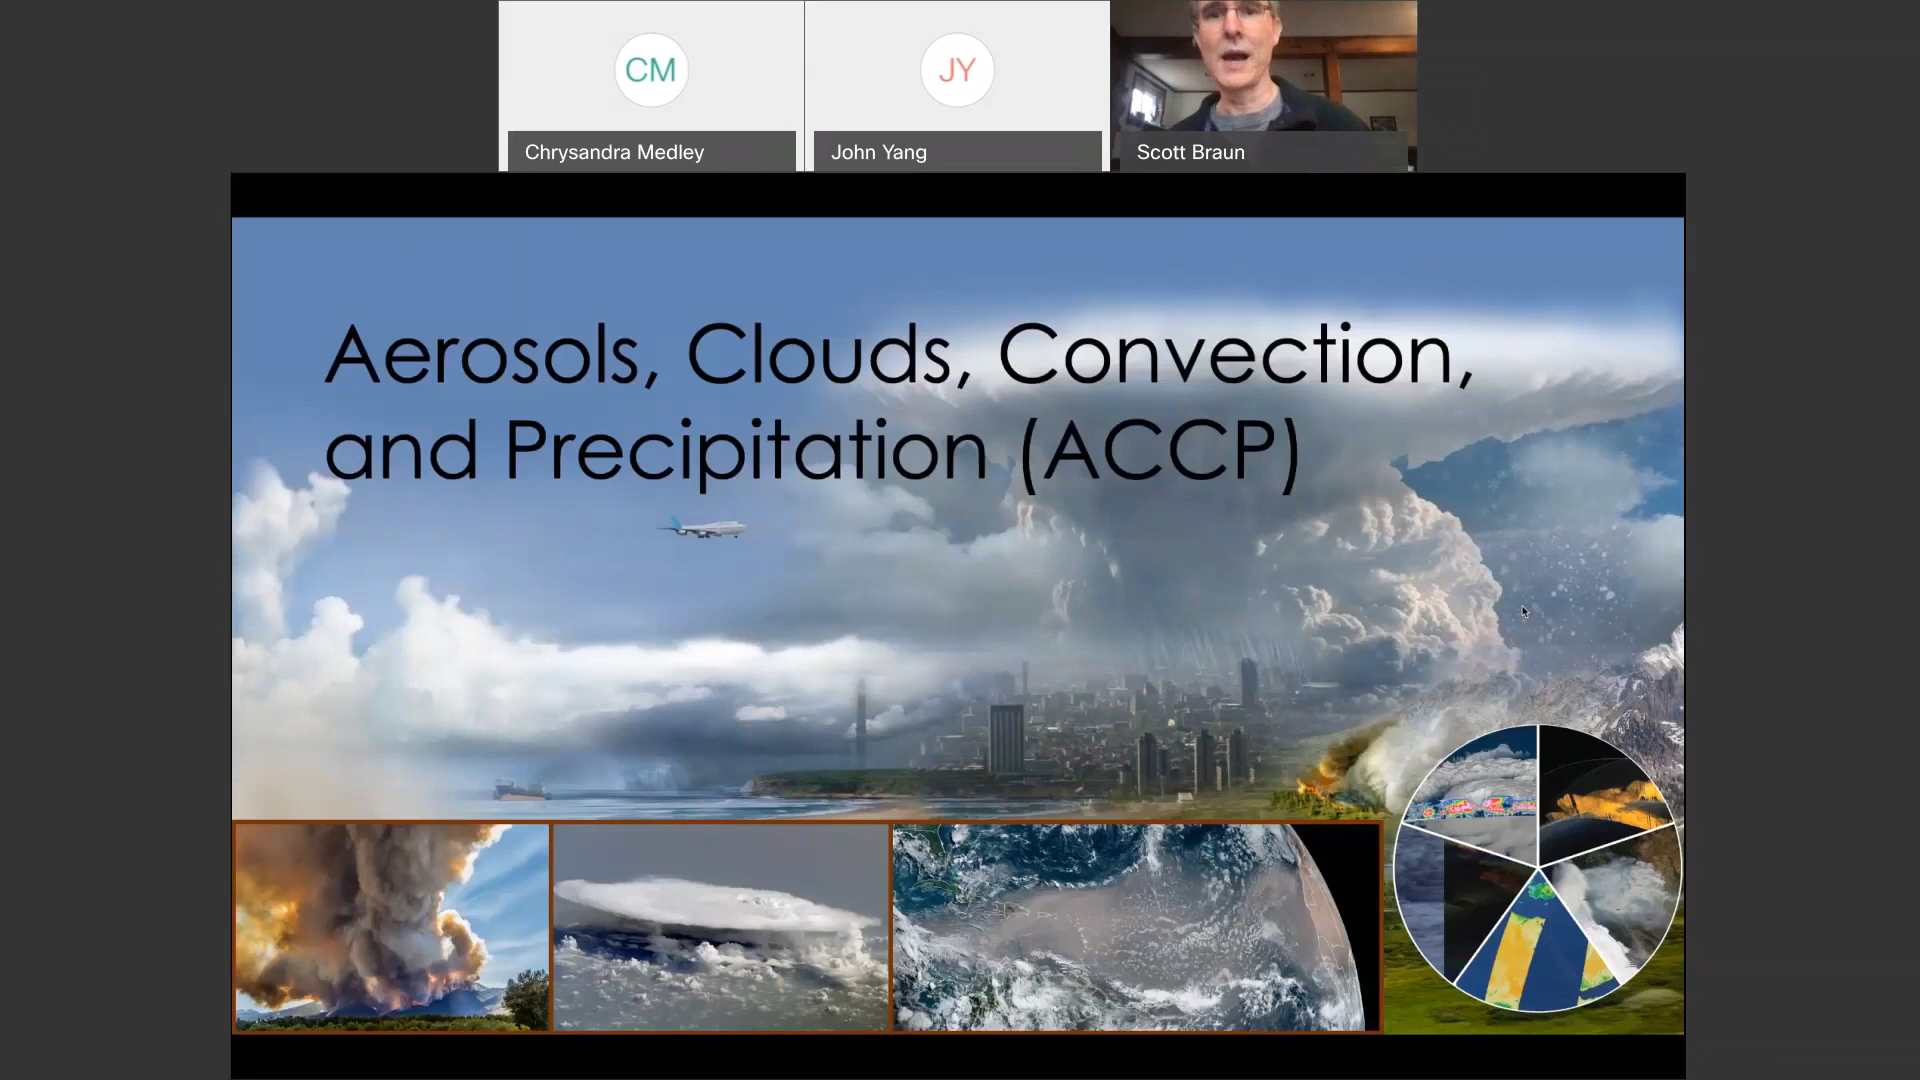 CM
JY
Chrysandra Medley
John Yang
Scott Braun
Aerosols, Clouds, Convection,
and Precipitation (ACCP)